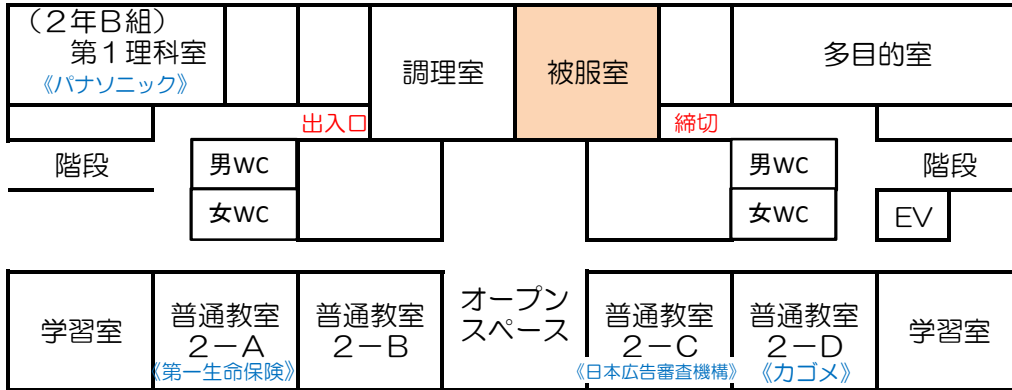 (2年B組)
第1理科室
《パナソニック》
調理室
被服室
多目的室
出入口
締切
階段
男WC
男WC
階段
女WC
女WC
EV
学習室
普通教室
2-A
《第一生命保険》
普通教室
2-B
オープン
スペース
普通教室
2-C
《日本広告審査機構》
普通教室
2-D
《カゴメ》
学習室